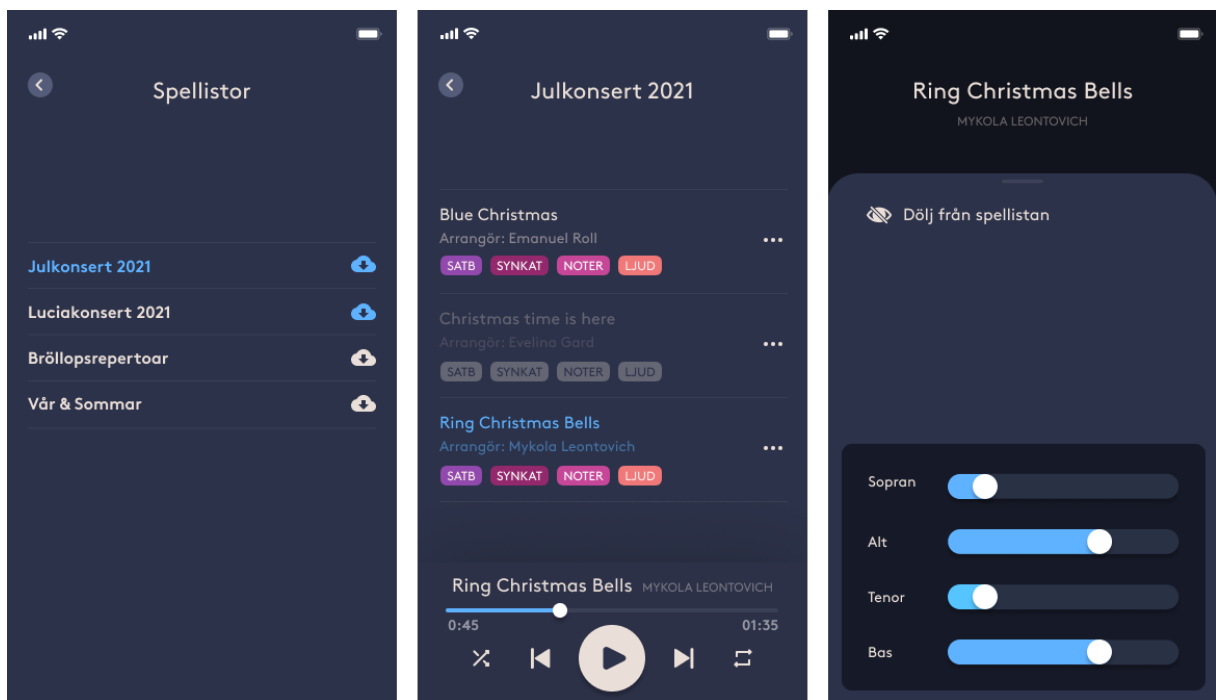 Spellistor
Julkonsert 2021
Luciakonsert 2021
Bröllopsrepertoar
Vår & Sommar
Julkonsert 2021
Blue Christmas
Arrangör: Emanuel Roll
SATB SYNKAT NOTER LJUD
Christmas time is here
Arrangör: Evelina Gard
SATB SYNKAT NOTER LJUD
Ring Christmas Bells
Arrangör: Mykola Leontovich
SATB SYNKAT NOTER LJUD
Ring Christmas Bells MYKOLA LEONTOVICH
0:45 01:35
Ring Christmas Bells
MYKOLA LEONTOVICH
Dölj från spellistan
Sopran
Alt
Tenor
Bas